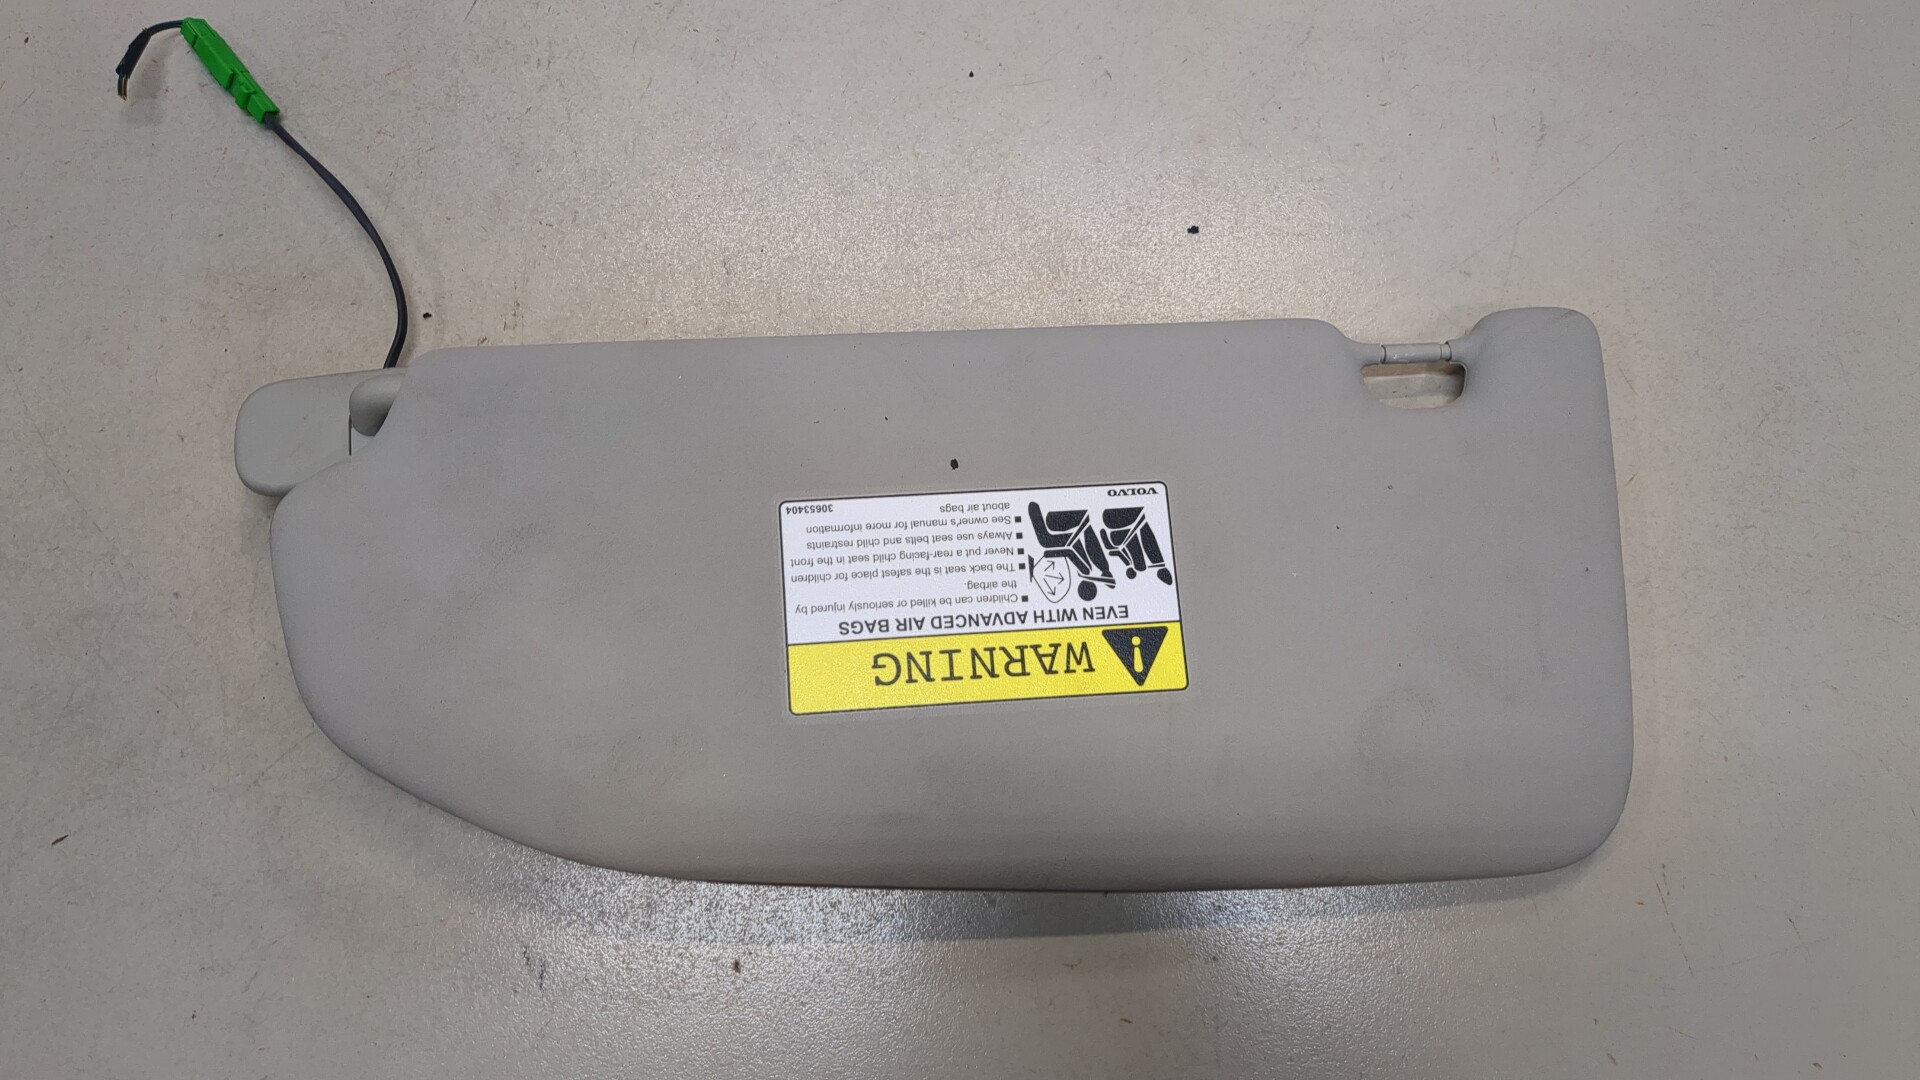 WARNING
EVEN WITH ADVANCED AIR BAGS
■ Children can be killed or seriously injured by
the airbag.
■ The back seat is the safest place for children
■ Never put a rear-facing child seat in the front
■ Always use seat belts and child restraints
■ See owner's manual for more information
about air bags
VOLVO
30653404